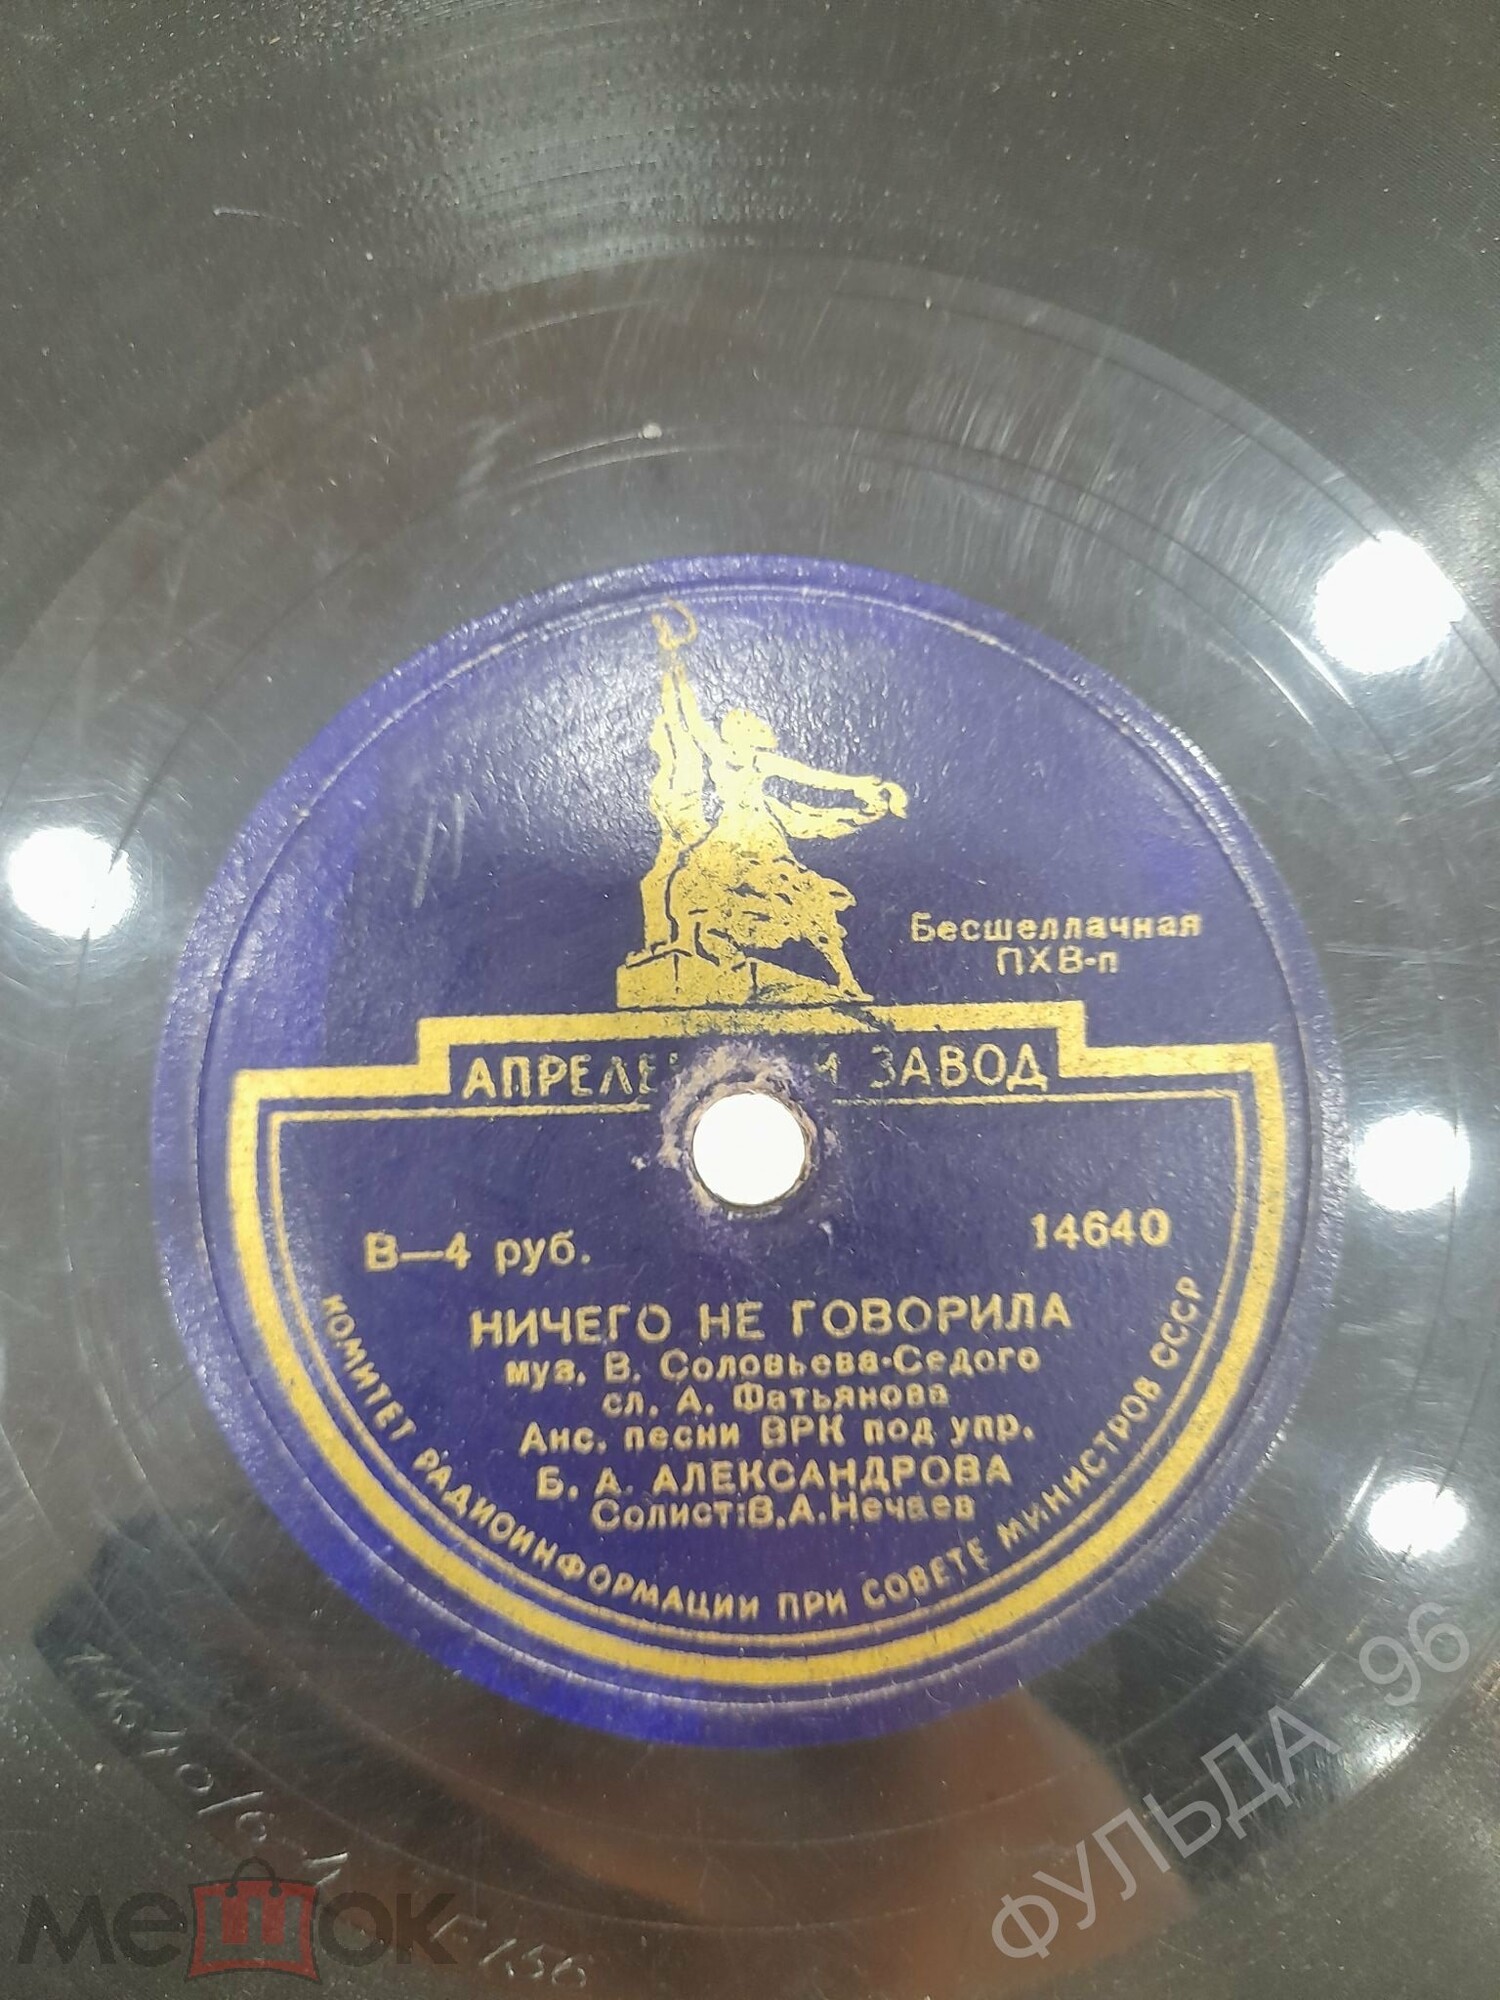 Бесшеллачная
ПХВ-п
ЗАВОД
В—4 руб.
14640
НИЧЕГО НЕ ГОВОРИЛА
муз. В. Соловьева-Седого
сл. А. Фатьянова
Анс. песни ВРК под упр.
Б. А. АЛЕКСАНДРОВА
Солист: В. А. Нечаев
КОМИТЕТ РАДИОИНФОРМАЦИИ ПРИ СОВЕТЕ МИНИСТРОВ СССР
ФУЛЬДА 96
мешок